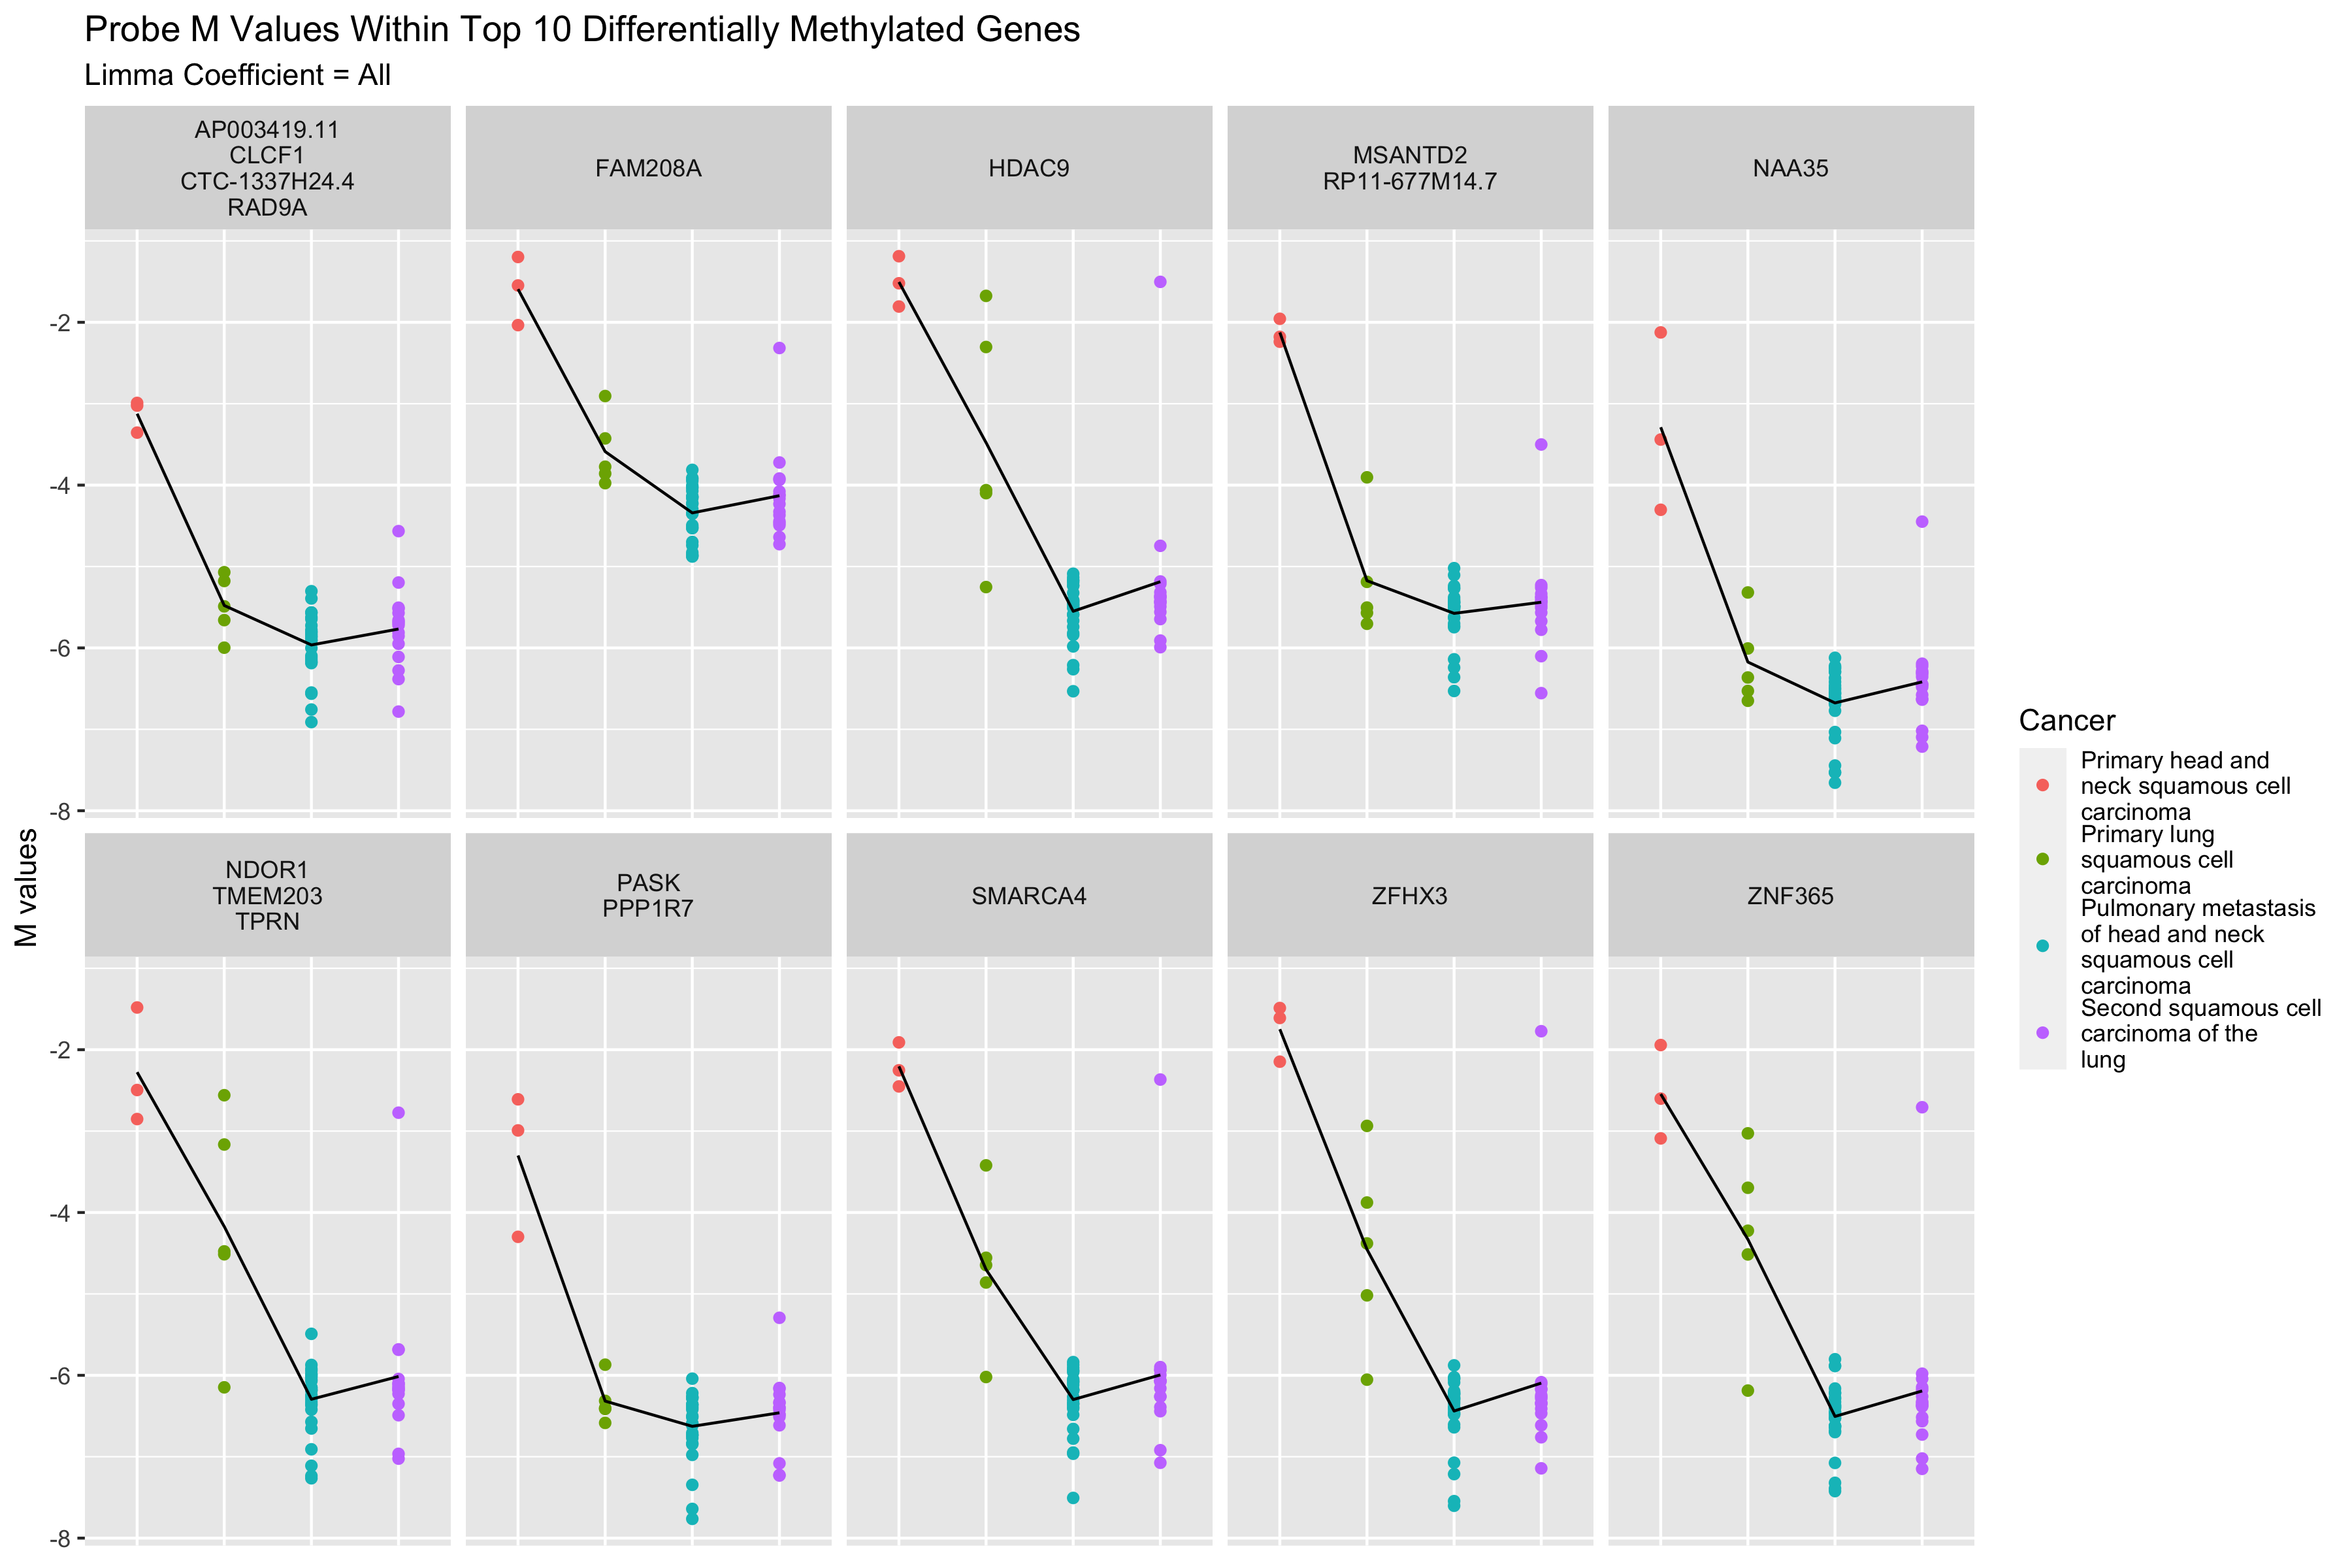 Probe M Values Within Top 10 Differentially Methylated Genes
Limma Coefficient = All
AP003419.11
CLCF1
CTC-1337H24.4
RAD9A
FAM208A
HDAC9
MSANTD2
RP11-677M14.7
NAA35
-2
-4
-6
-8
M values
NDOR1
TMEM203
TPRN
PASK
PPP1R7
SMARCA4
ZFHX3
ZNF365
-2
-4
-6
-8
Cancer
Primary head and
neck squamous cell
carcinoma
Primary lung
squamous cell
carcinoma
Pulmonary metastasis
of head and neck
squamous cell
carcinoma
Second squamous cell
carcinoma of the
lung